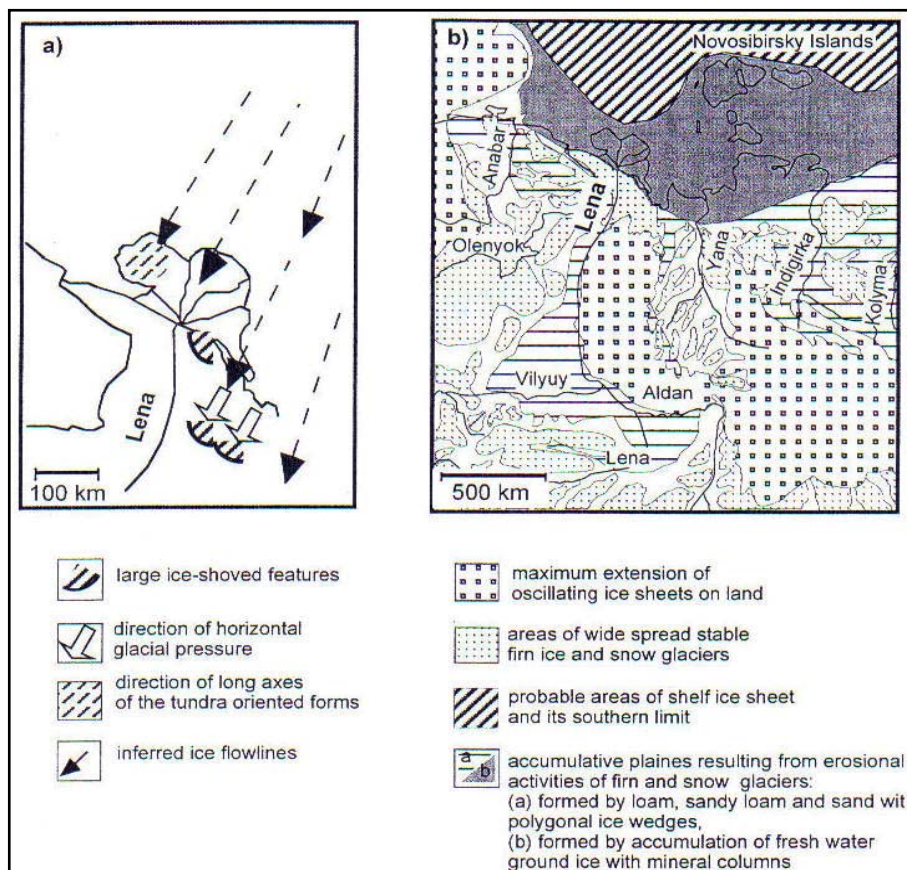 a)
Lena
100 km
b)
Novosibirsky Islands
1
Anabar
Lena
Olenyok
Yana
Indigirka
Kolyma
Vilyuy
Aldan
Lena
500 km
large ice-shoved features
direction of horizontal
glacial pressure
direction of long axes
of the tundra oriented forms
inferred ice flowlines
maximum extension of
oscillating ice sheets on land
areas of wide spread stable
firn ice and snow glaciers
probable areas of shelf ice sheet
and its southern limit
a
b
accumulative plaines resulting from erosional
activities of firn and snow glaciers:
(a) formed by loam, sandy loam and sand wit
polygonal ice wedges,
(b) formed by accumulation of fresh water
ground ice with mineral columns